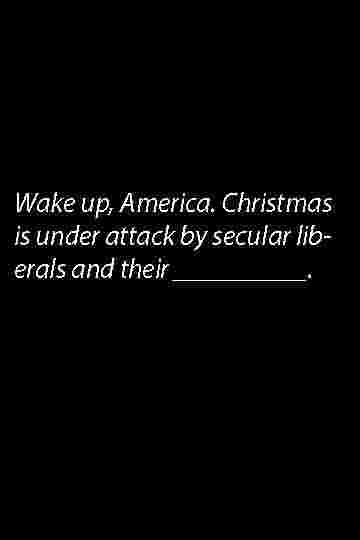 Wake up, America. Christmas
is under attack by secular lib-
erals and their __________.